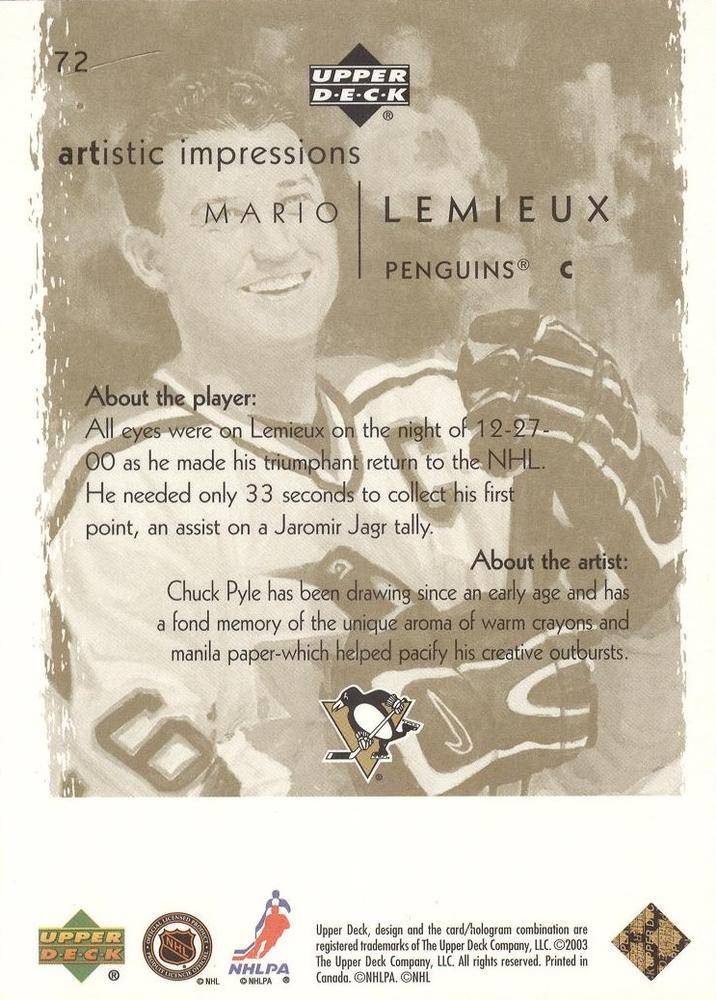 72
UPPER
D·E·C·K
®
artistic impressions
MARIO LEMIEUX
PENGUINS® C
About the player:
All eyes were on Lemieux on the night of 12-27-
00 as he made his triumphant return to the NHL.
He needed only 33 seconds to collect his first
point, an assist on a Jaromir Jagr tally.
About the artist:
Chuck Pyle has been drawing since an early age and has
a fond memory of the unique aroma of warm crayons and
manila paper-which helped pacify his creative outbursts.
®
UPPER
D·E·C·K
®
OFFICIAL LICENSED PRODUCT
NHL
© NHL
NHLPA
© NHLPA ®
Upper Deck, design and the card/hologram combination are
registered trademarks of The Upper Deck Company, LLC. ©2003
The Upper Deck Company, LLC. All rights reserved. Printed in
Canada. ©NHLPA. ©NHL